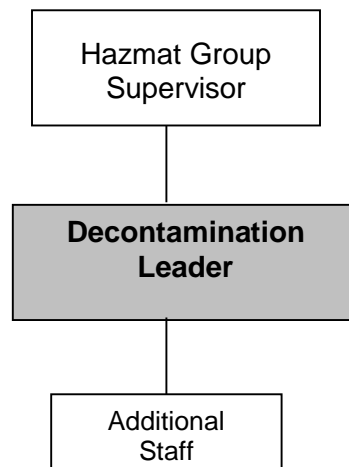 Hazmat Group
Supervisor
Decontamination
Leader
Additional
Staff